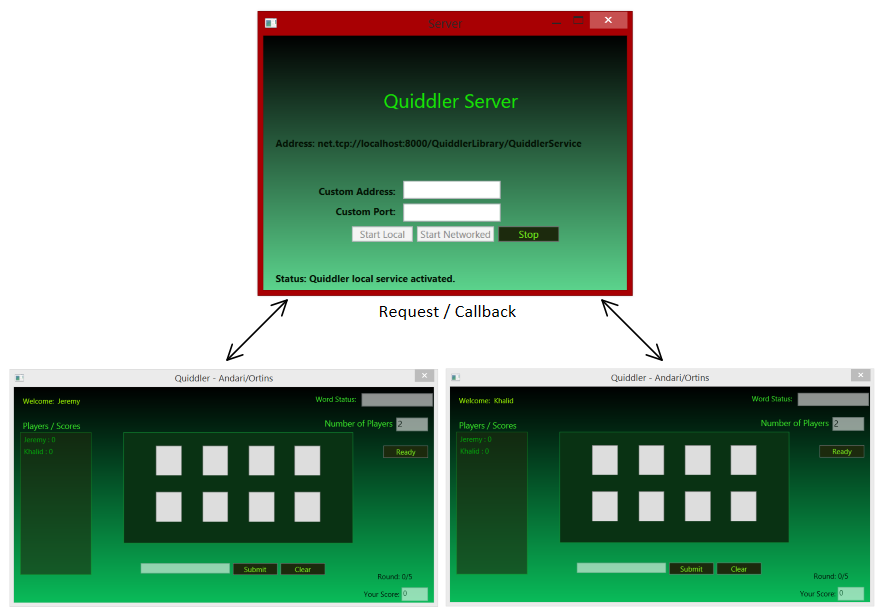 Server
Quiddler Server
Address: net.tcp://localhost:8000/QuiddlerLibrary/QuiddlerService
Custom Address:
Custom Port:
Start Local Start Networked Stop
Status: Quiddler local service activated.
Request / Callback
Quiddler - Andari/Ortins
Welcome: Jeremy
Word Status:
Number of Players 2
Players / Scores
Jeremy : 0
Khalid : 0
Ready
Submit Clear
Round: 0/5
Your Score: 0
Quiddler - Andari/Ortins
Welcome: Khalid
Word Status:
Number of Players 2
Players / Scores
Jeremy : 0
Khalid : 0
Ready
Submit Clear
Round: 0/5
Your Score: 0